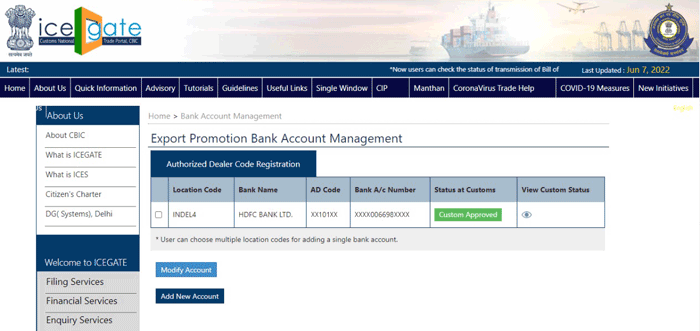 सत्यमेव जयते
icegate
Customs National Trade Portal, CBIC
Latest:
*Now users can check the status of transmission of Bill of
Last Updated : Jun 7, 2022
Home
About Us
Quick Information
Advisory
Tutorials
Guidelines
Useful Links
Single Window
CIP
Manthan
CoronaVirus Trade Help
COVID-19 Measures
New Initiatives
About Us
About CBIC
What is ICEGATE
What is ICES
Citizen's Charter
DG( Systems), Delhi
Welcome to ICEGATE
Filing Services
Financial Services
Enquiry Services
Home > Bank Account Management
Export Promotion Bank Account Management
Authorized Dealer Code Registration
Location Code Bank Name AD Code Bank A/c Number Status at Customs View Custom Status
INDEL4 HDFC BANK LTD. XX101XX XXXX006698XXXX Custom Approved
* User can choose multiple location codes for adding a single bank account.
Modify Account
Add New Account